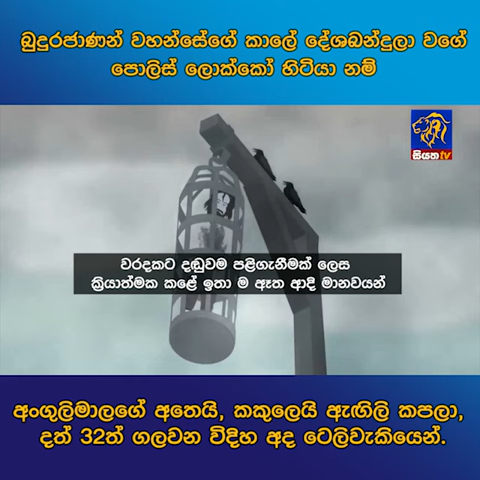 බුදුරජාණන් වහන්සේගේ කාලේ දේශබන්දුලා වගේ
පොලිස් ලොක්කෝ හිටියා නම්
සියත tv
වරදකට දඬුවම පළිගැනීමක් ලෙස
ක්‍රියාත්මක කළේ ඉතා ම ඈත ආදි මානවයන්
අංගුලිමාලගේ අතෙයි, කකුලෙයි ඇඟිලි කපලා,
දත් 32ත් ගලවන විදිහ අද ටෙලිවැකියෙන්.